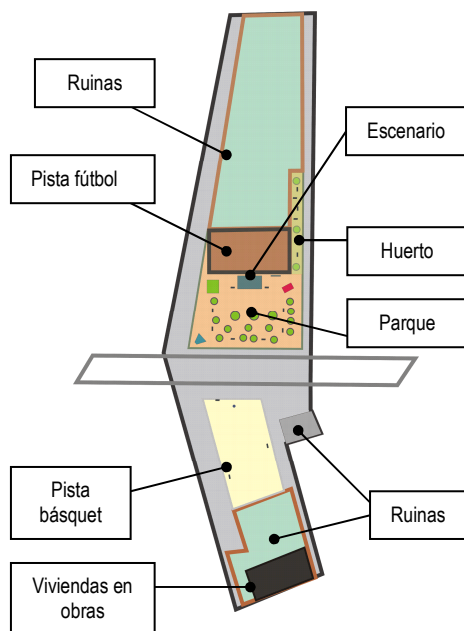 Ruinas
Escenario
Pista fútbol
Huerto
Parque
Pista
básquet
Ruinas
Viviendas en
obras